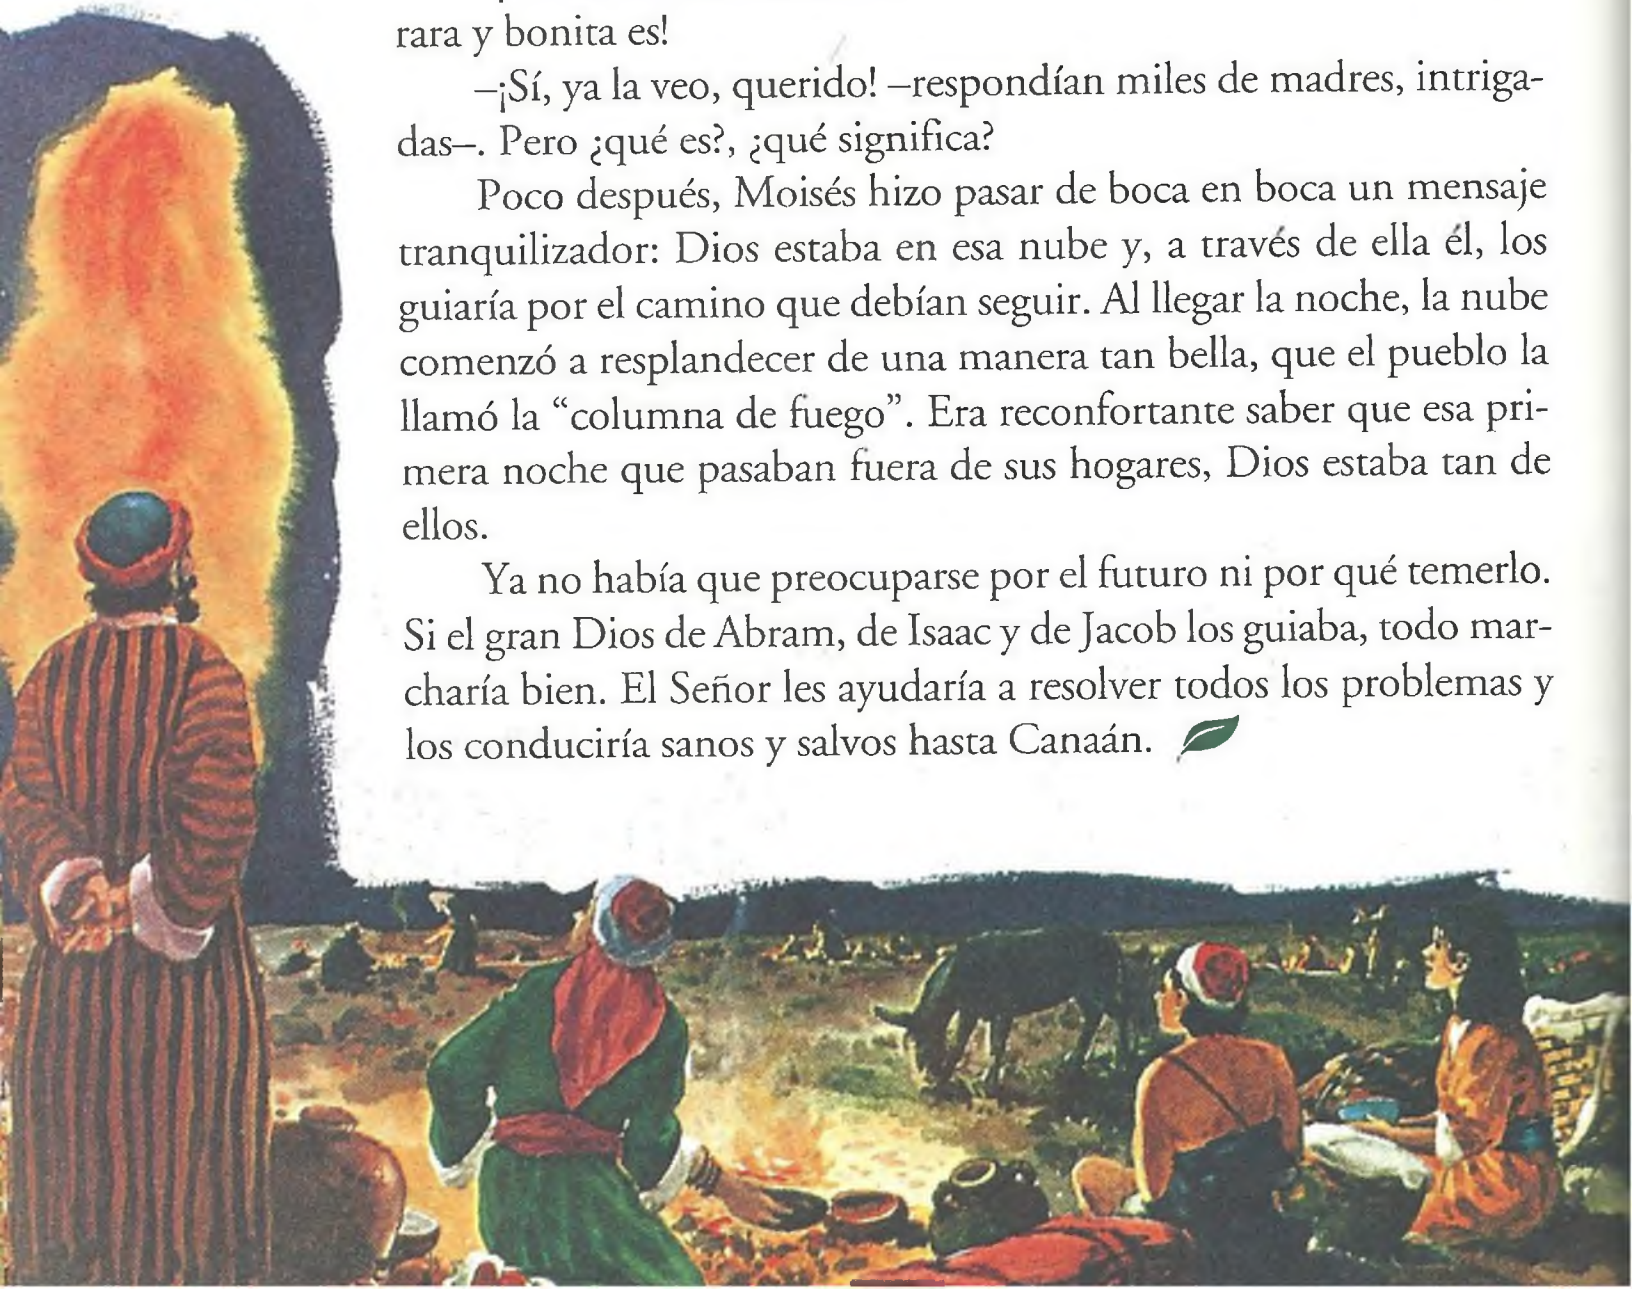 rara y bonita es!
–¡Sí, ya la veo, querido! –respondían miles de madres, intriga-
das–. Pero ¿qué es?, ¿qué significa?
Poco después, Moisés hizo pasar de boca en boca un mensaje
tranquilizador: Dios estaba en esa nube y, a través de ella él, los
guiaría por el camino que debían seguir. Al llegar la noche, la nube
comenzó a resplandecer de una manera tan bella, que el pueblo la
llamó la “columna de fuego”. Era reconfortante saber que esa pri-
mera noche que pasaban fuera de sus hogares, Dios estaba tan de
ellos.
Ya no había que preocuparse por el futuro ni por qué temerlo.
Si el gran Dios de Abram, de Isaac y de Jacob los guiaba, todo mar-
charía bien. El Señor les ayudaría a resolver todos los problemas y
los conduciría sanos y salvos hasta Canaán.